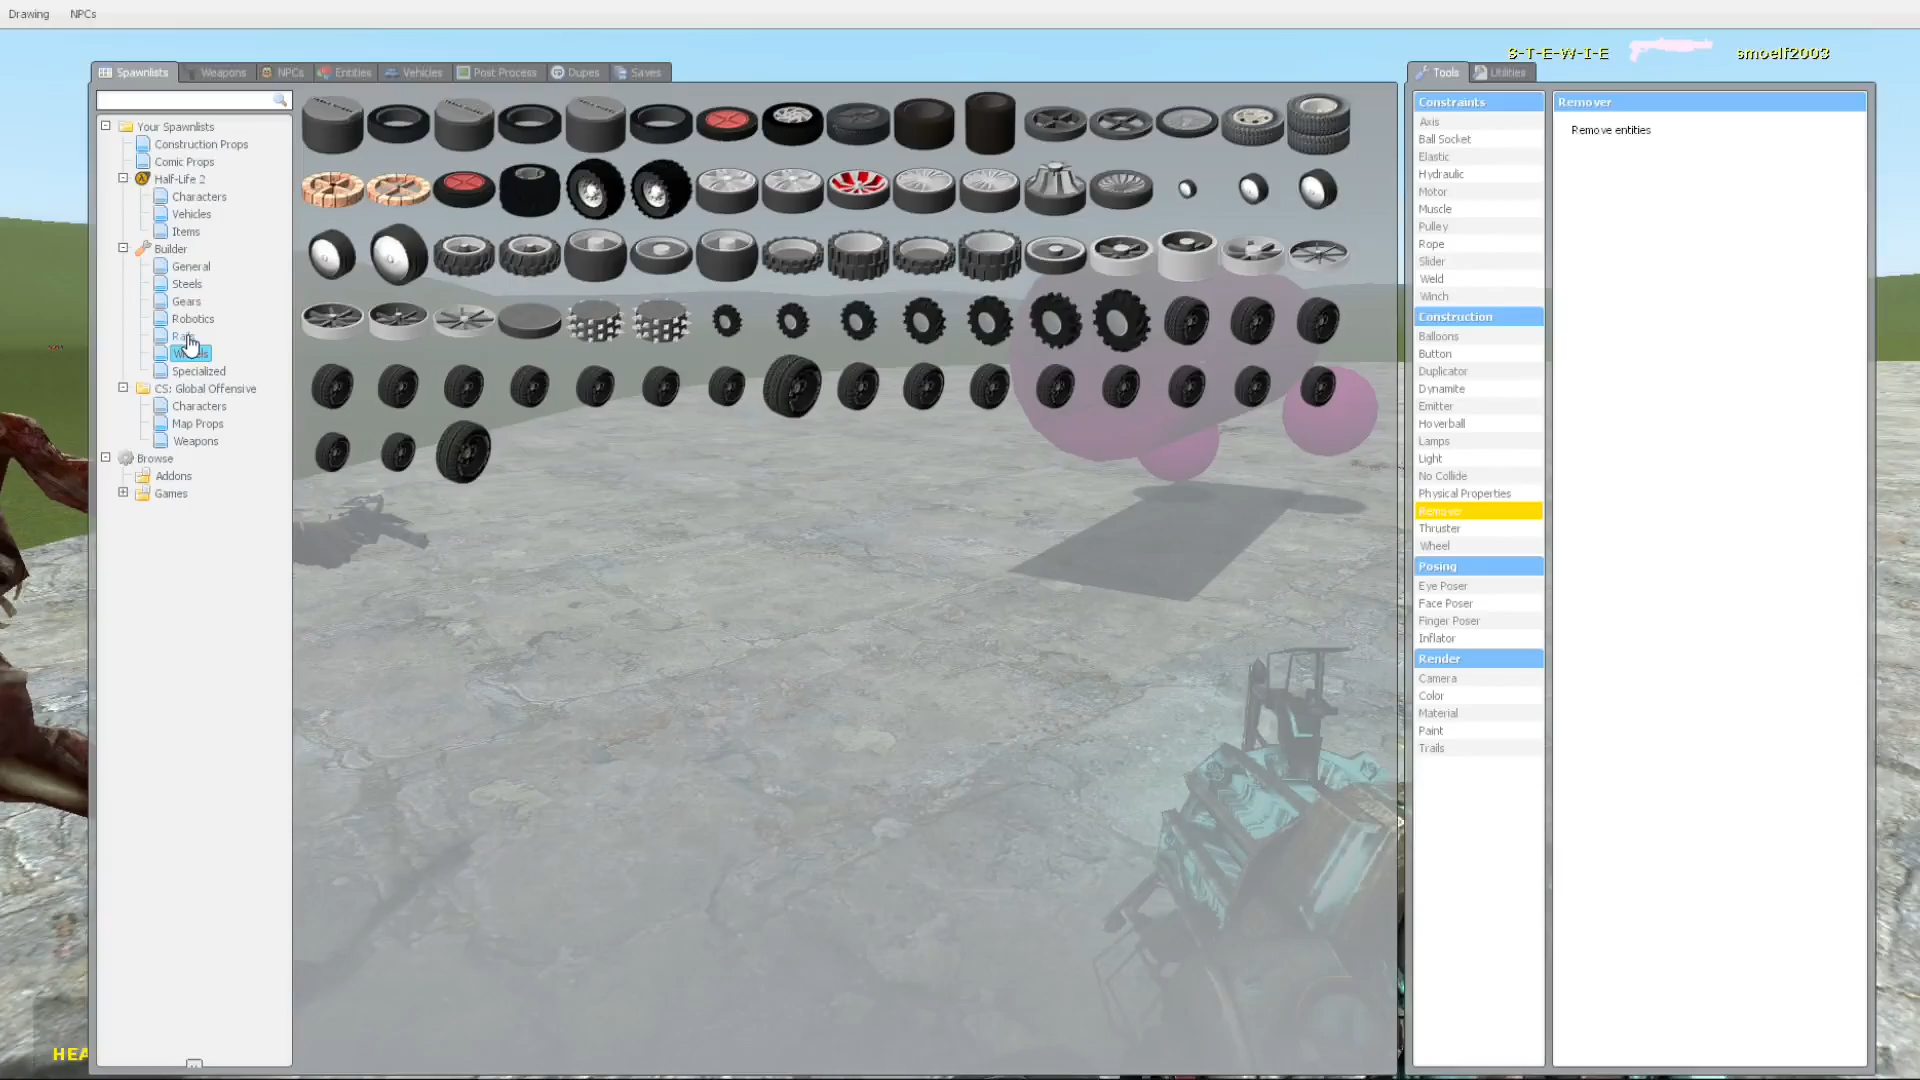 Drawing NPCs
S-T-E-W-I-E smoelf2003
Spawnlists Weapons NPCs Entities Vehicles Post Process Dupes Saves
Your Spawnlists
Construction Props
Comic Props
Half-Life 2
Characters
Vehicles
Items
Builder
General
Steels
Gears
Robotics
Specialized
CS: Global Offensive
Characters
Map Props
Weapons
Browse
Addons
Games
HEA
Tools Utilities
Constraints
Axis
Ball Socket
Elastic
Hydraulic
Motor
Muscle
Pulley
Rope
Slider
Weld
Winch
Construction
Balloons
Button
Duplicator
Dynamite
Emitter
Hoverball
Lamps
Light
No Collide
Physical Properties
Remover
Thruster
Wheel
Posing
Eye Poser
Face Poser
Finger Poser
Inflator
Render
Camera
Color
Material
Paint
Trails
Remover
Remove entities